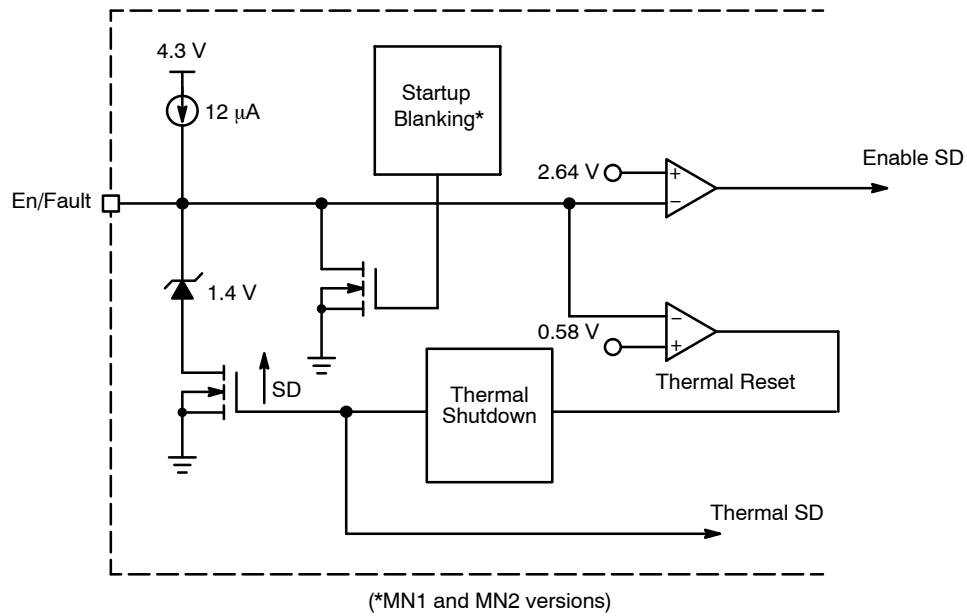 4.3 V
12 μA
Startup
Blanking*
En/Fault
2.64 V
+
−
Enable SD
1.4 V
SD
0.58 V
−
+
Thermal Reset
Thermal
Shutdown
Thermal SD
(*MN1 and MN2 versions)